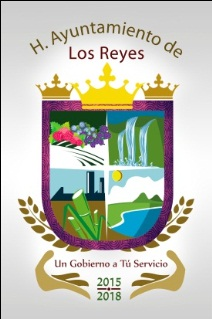 H. Ayuntamiento de
Los Reyes
Un Gobierno a Tú Servicio
2015
2018